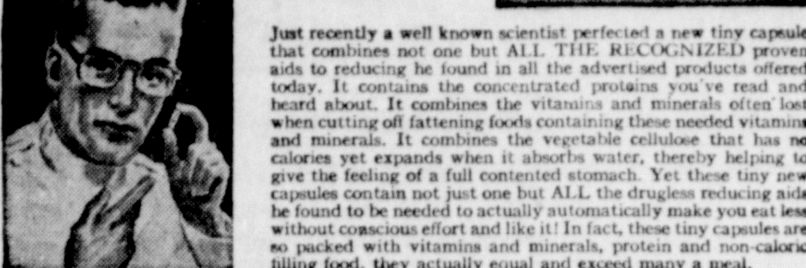 Just recently a well known scientist perfected a new tiny capsule
that combines not one but ALL THE RECOGNIZED proven
aids to reducing he found in all the advertised products offered
today. It contains the concentrated proteins you've read and
heard about. It combines the vitamins and minerals often lost
when cutting off fattening foods containing these needed vitamins
and minerals. It combines the vegetable cellulose that has no
calories yet expands when it absorbs water, thereby helping to
give the feeling of a full contented stomach. Yet these tiny new
capsules contain not just one but ALL the drugless reducing aids
he found to be needed to actually automatically make you eat less
without conscious effort and like it! In fact, these tiny capsules are
so packed with vitamins and minerals, protein and non-caloric
filling food, they actually equal and exceed many a meal.